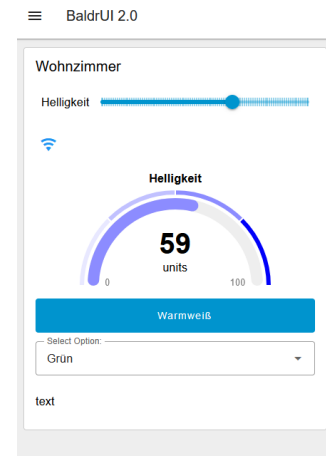 BaldrUI 2.0
Wohnzimmer
Helligkeit
Helligkeit
59
units
0
100
Warmweiß
Select Option:
Grün
text